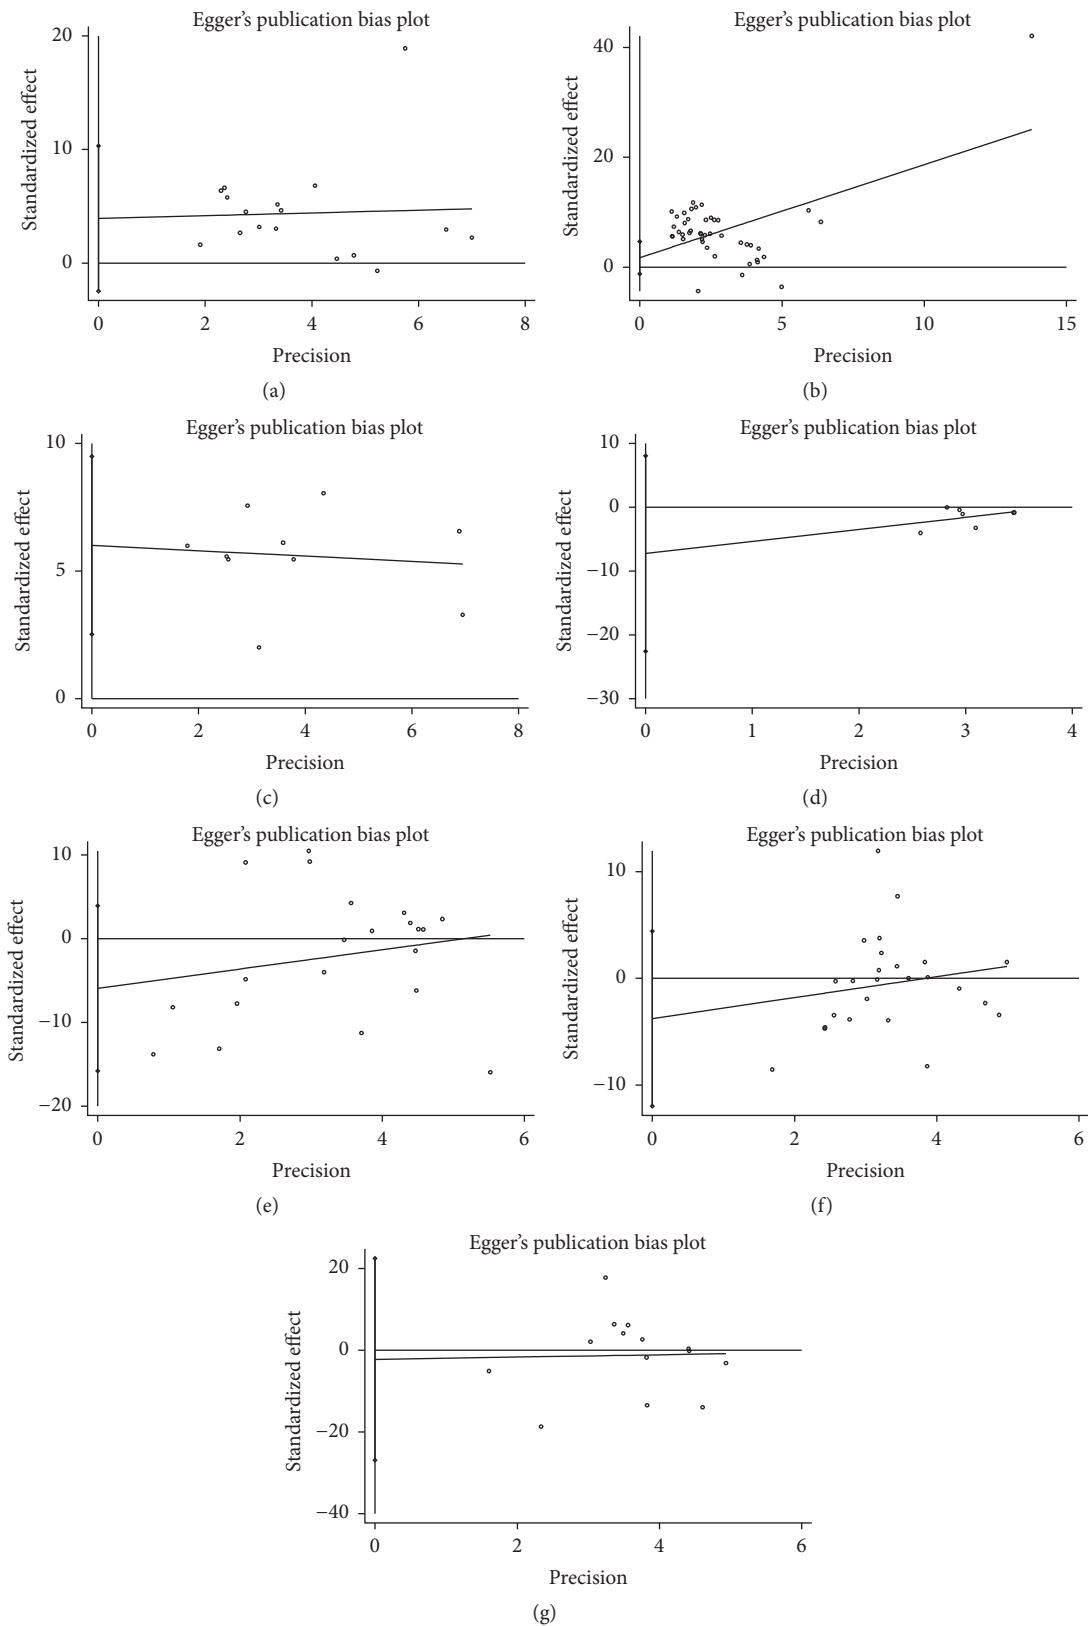 Egger’s publication bias plot
20
10
0
Standardized effect
0 2 4 6 8
Precision
(a)
Egger’s publication bias plot
40
20
0
Standardized effect
0 5 10 15
Precision
(b)
Egger’s publication bias plot
10
5
0
Standardized effect
0 2 4 6 8
Precision
(c)
Egger’s publication bias plot
10
0
−10
−20
−30
Standardized effect
0 1 2 3 4
Precision
(d)
Egger’s publication bias plot
10
0
−10
−20
Standardized effect
0 2 4 6
Precision
(e)
Egger’s publication bias plot
10
0
−10
Standardized effect
0 2 4 6
Precision
(f)
Egger’s publication bias plot
20
0
−20
−40
Standardized effect
0 2 4 6
Precision
(g)